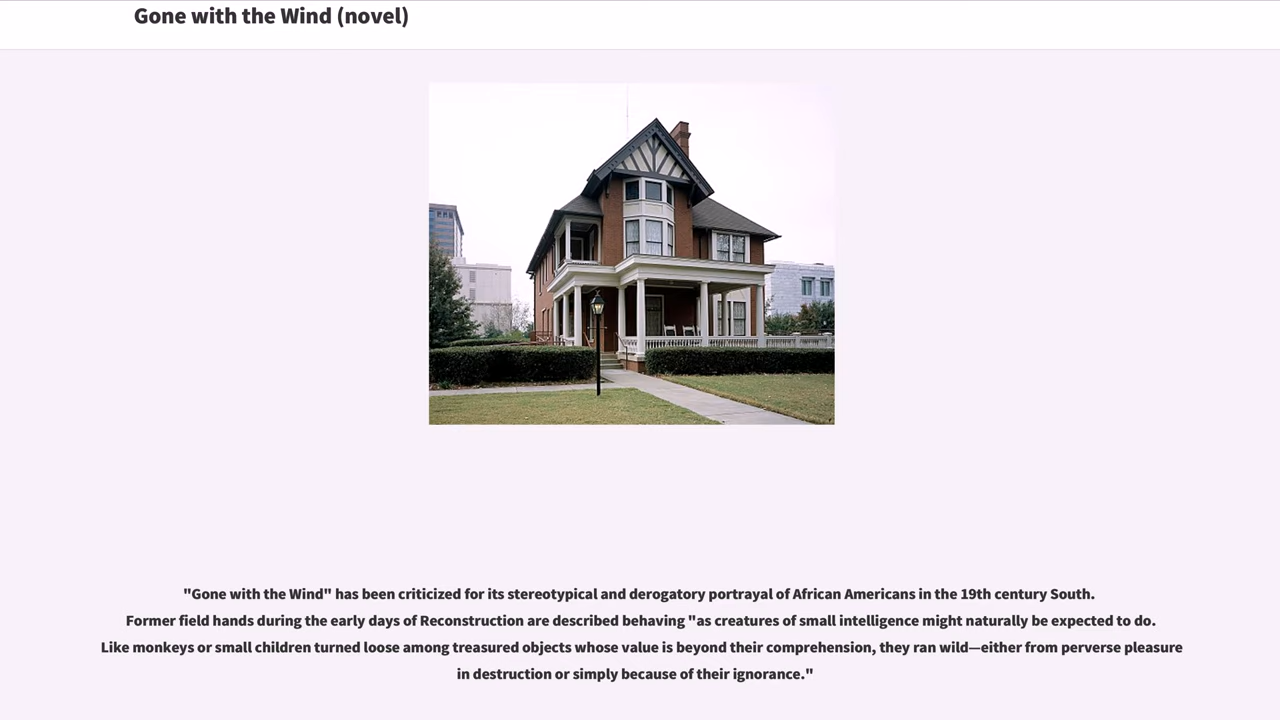 Gone with the Wind (novel)
"Gone with the Wind" has been criticized for its stereotypical and derogatory portrayal of African Americans in the 19th century South.
Former field hands during the early days of Reconstruction are described behaving "as creatures of small intelligence might naturally be expected to do.
Like monkeys or small children turned loose among treasured objects whose value is beyond their comprehension, they ran wild—either from perverse pleasure
in destruction or simply because of their ignorance."